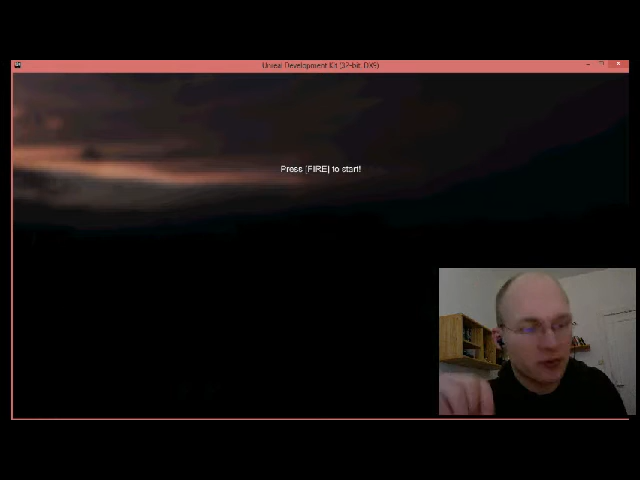 Unreal Development Kit (32-bit, DX9)
Press [FIRE] to start!